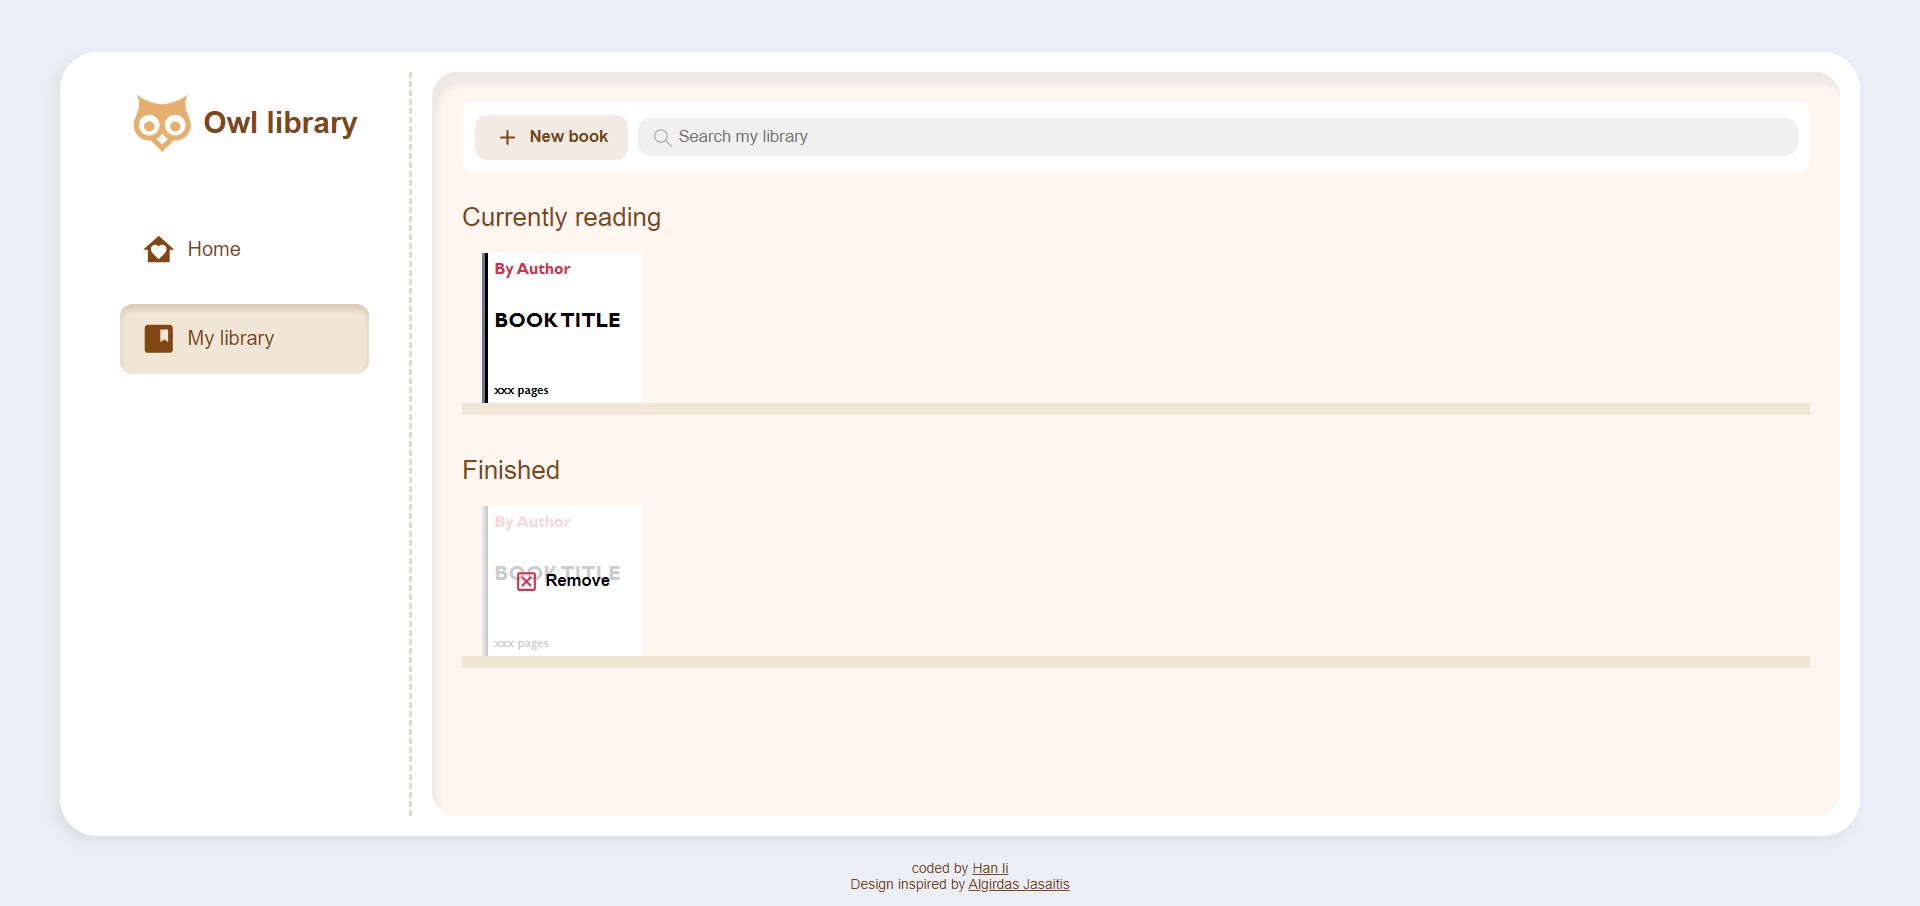 Owl library
Home
My library
New book
Search my library
Currently reading
By Author
BOOK TITLE
xxx pages
Finished
By Author
BOOK TITLE
Remove
xxx pages
coded by Han li
Design inspired by Algirdas Jasaitis